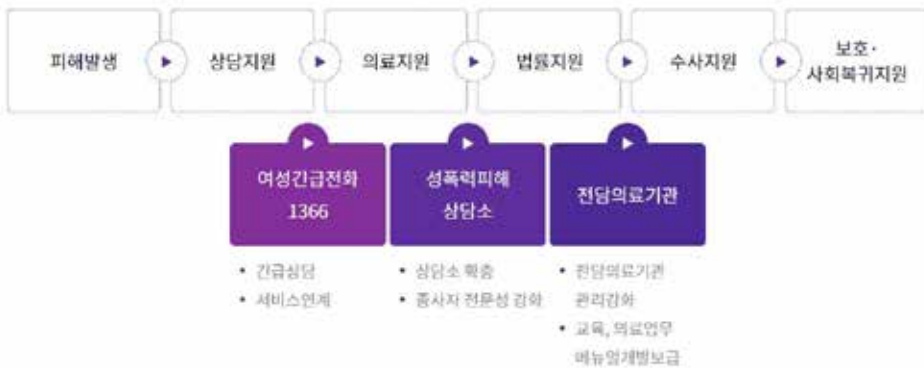 피해발생
상담지원
의료지원
법률지원
수사지원
보호·
사회복귀지원
여성긴급전화
1366
성폭력피해
상담소
전담의료기관
• 긴급상담
• 서비스연계
• 상담소 확충
• 종사자 전문성 강화
• 전담의료기관
관리강화
• 교육, 의료업무
메뉴얼개발보급